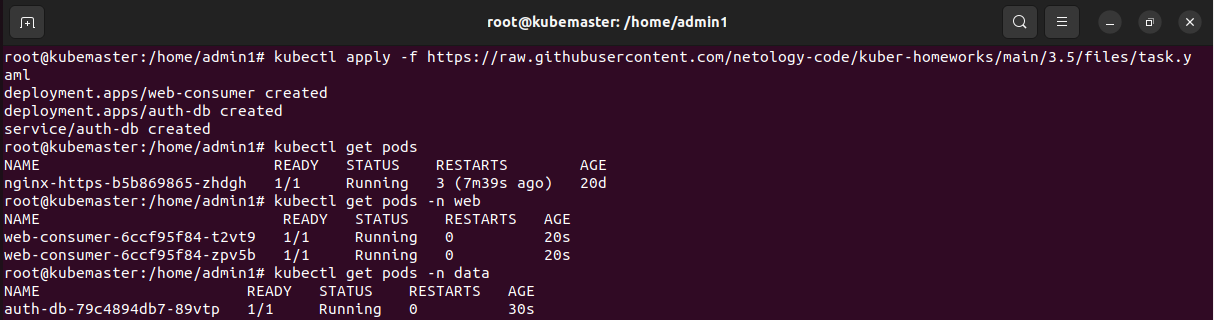 root@kubemaster: /home/admin1
root@kubemaster:/home/admin1# kubectl apply -f https://raw.githubusercontent.com/netology-code/kuber-homeworks/main/3.5/files/task.y
aml
deployment.apps/web-consumer created
deployment.apps/auth-db created
service/auth-db created
root@kubemaster:/home/admin1# kubectl get pods
NAME                          READY   STATUS    RESTARTS        AGE
nginx-https-b5b869865-zhdgh   1/1     Running   3 (7m39s ago)   20d
root@kubemaster:/home/admin1# kubectl get pods -n web
NAME                           READY   STATUS    RESTARTS   AGE
web-consumer-6ccf95f84-t2vt9   1/1     Running   0          20s
web-consumer-6ccf95f84-zpv5b   1/1     Running   0          20s
root@kubemaster:/home/admin1# kubectl get pods -n data
NAME                       READY   STATUS    RESTARTS   AGE
auth-db-79c4894db7-89vtp   1/1     Running   0          30s